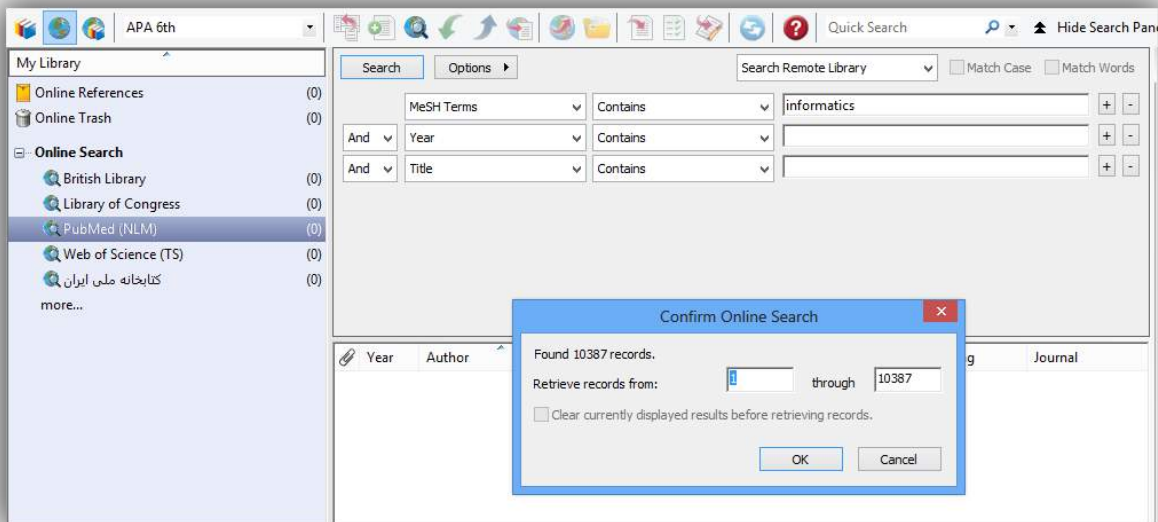 APA 6th
Quick Search
Hide Search Pane
My Library
Search
Options
Search Remote Library
Match Case
Match Words
Online References (0)
Online Trash (0)
Online Search
British Library (0)
Library of Congress (0)
PubMed (NLM) (0)
Web of Science (TS) (0)
کتابخانه ملی ایران (0)
more...
MeSH Terms Contains informatics + -
And Year Contains + -
And Title Contains + -
Confirm Online Search
Found 10387 records.
Retrieve records from: 1 through 10387
Clear currently displayed results before retrieving records.
OK Cancel
Year Author Journal